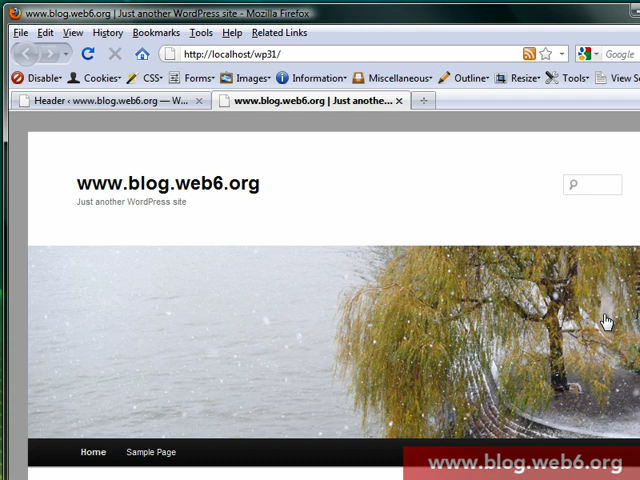 www.blog.web6.org | Just another WordPress site - Mozilla Firefox
File Edit View History Bookmarks Tools Help Related Links
http://localhost/wp31/ Google
Disable CSS Cookies Forms Images Information Miscellaneous Outline Resize Tools View S
Header ‹ www.blog.web6.org — W... www.blog.web6.org | Just anothe...
www.blog.web6.org
Just another WordPress site
Home Sample Page
www.blog.web6.org